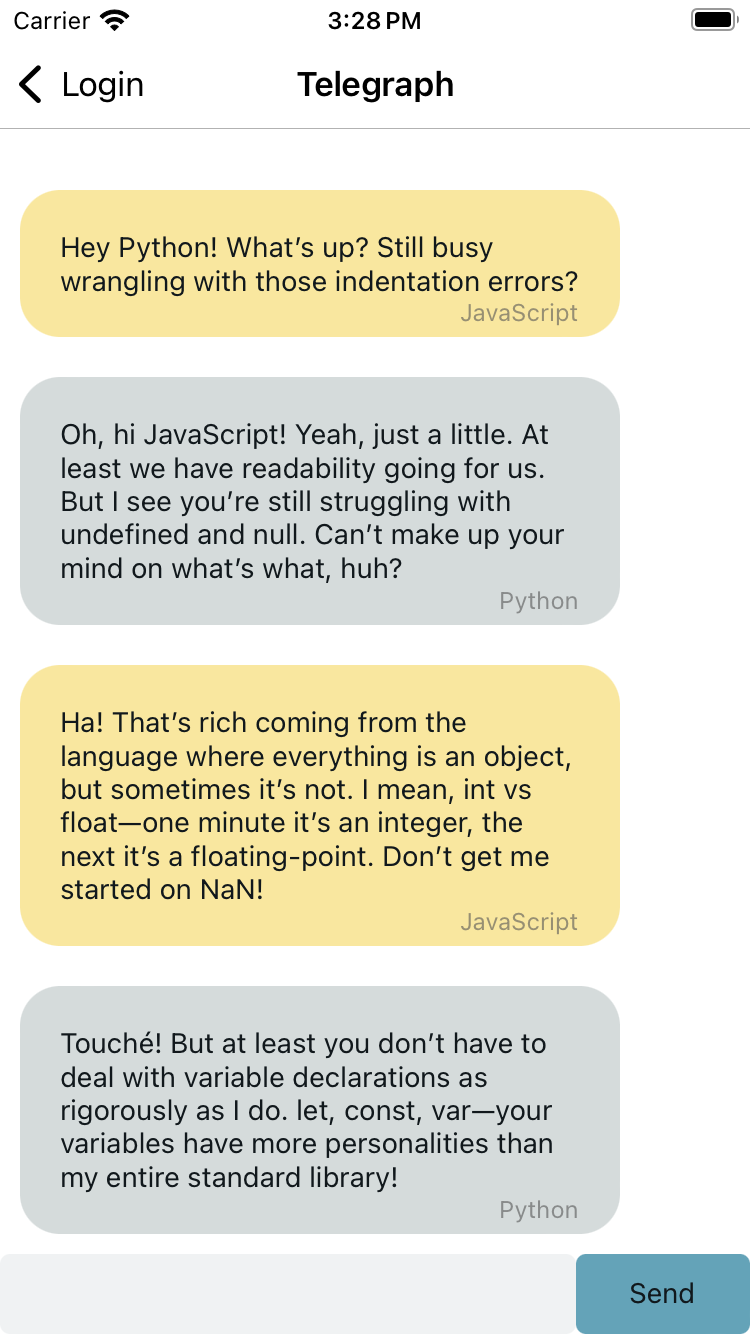 Carrier 3:28 PM
Login Telegraph
Hey Python! What’s up? Still busy
wrangling with those indentation errors?
JavaScript
Oh, hi JavaScript! Yeah, just a little. At
least we have readability going for us.
But I see you’re still struggling with
undefined and null. Can’t make up your
mind on what’s what, huh?
Python
Ha! That’s rich coming from the
language where everything is an object,
but sometimes it’s not. I mean, int vs
float—one minute it’s an integer, the
next it’s a floating-point. Don’t get me
started on NaN!
JavaScript
Touché! But at least you don’t have to
deal with variable declarations as
rigorously as I do. let, const, var—your
variables have more personalities than
my entire standard library!
Python
Send